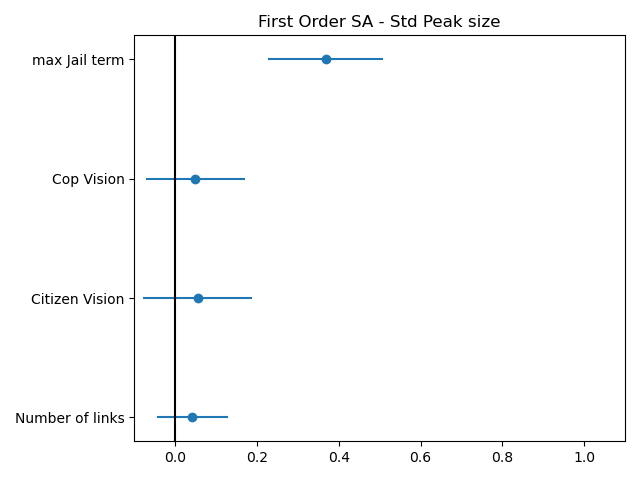 First Order SA - Std Peak size
max Jail term
Cop Vision
Citizen Vision
Number of links
0.0 0.2 0.4 0.6 0.8 1.0